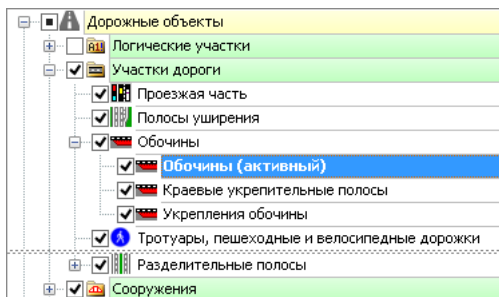 Дорожные объекты
Логические участки
Участки дороги
Проезжая часть
Полосы уширения
Обочины
Обочины (активный)
Краевые укрепительные полосы
Укрепления обочины
Тротуары, пешеходные и велосипедные дорожки
Разделительные полосы
Сооружения